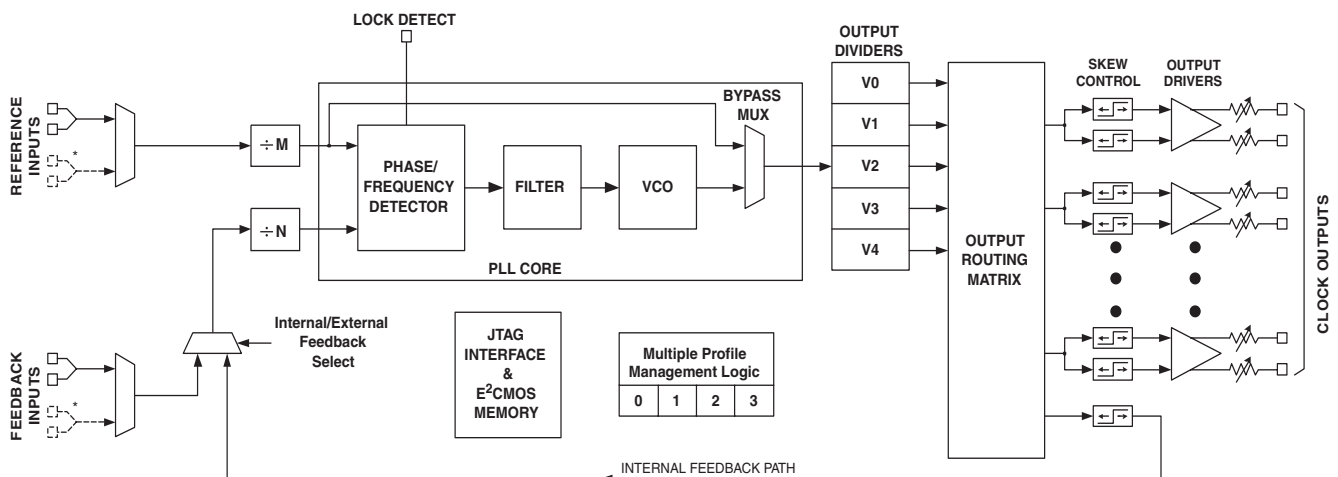 LOCK DETECT
OUTPUT
DIVIDERS
SKEW
CONTROL
OUTPUT
DRIVERS
REFERENCE
INPUTS
*
÷M
PHASE/
FREQUENCY
DETECTOR
FILTER
VCO
BYPASS
MUX
V0
V1
V2
V3
V4
÷N
PLL CORE
OUTPUT
ROUTING
MATRIX
CLOCK OUTPUTS
Internal/External
Feedback
Select
JTAG
INTERFACE
&
E²CMOS
MEMORY
Multiple Profile
Management Logic
0 1 2 3
FEEDBACK
INPUTS
*
INTERNAL FEEDBACK PATH